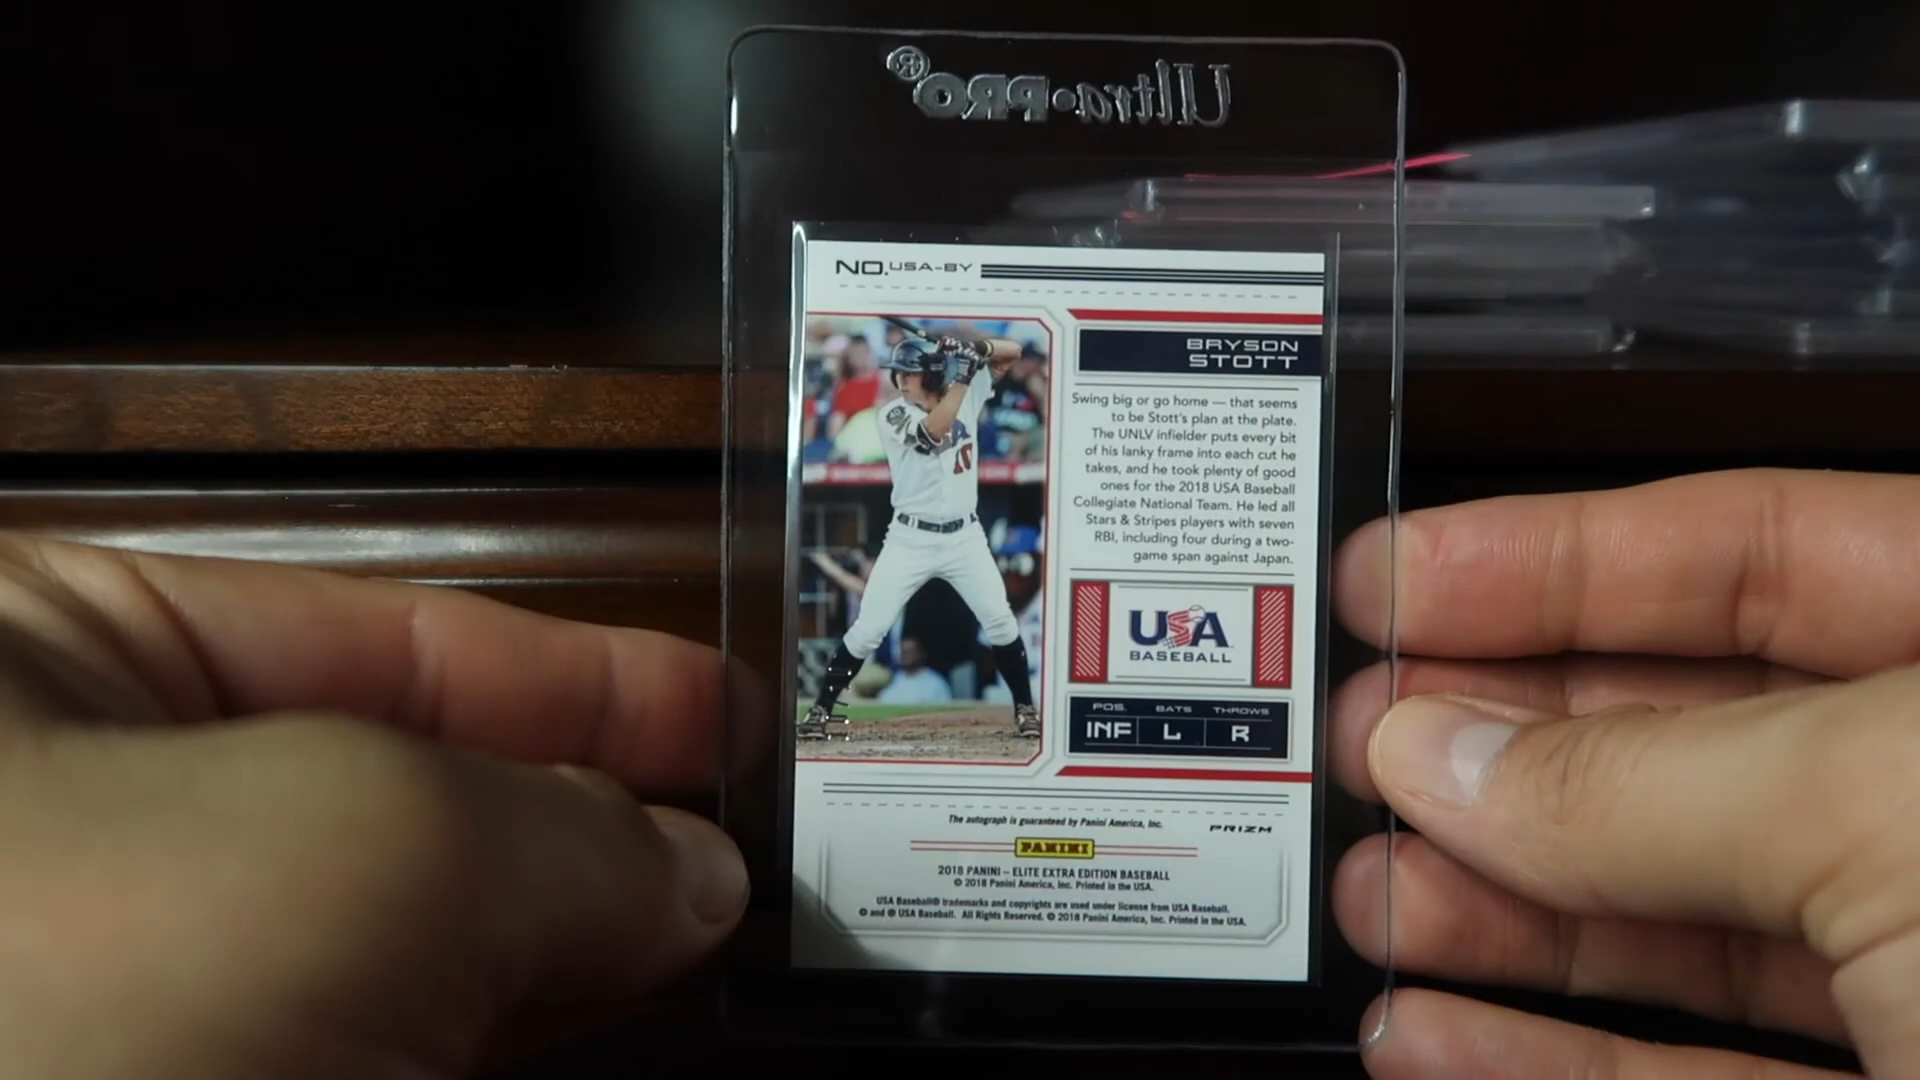 Ultra•PRO®
NO. USA-BY
BRYSON
STOTT
Swing big or go home — that seems
to be Stott's plan at the plate.
The UNLV infielder puts every bit
of his lanky frame into each cut he
takes, and he took plenty of good
ones for the 2018 USA Baseball
Collegiate National Team. He led all
Stars & Stripes players with seven
RBI, including four during a two-
game span against Japan.
10
USA
BASEBALL
POS. BATS THROWS
INF L R
The autograph is guaranteed by Panini America, Inc.
PRIZM
PANINI
2018 PANINI – ELITE EXTRA EDITION BASEBALL
© 2018 Panini America, Inc. Printed in the USA.
USA Baseball® trademarks and copyrights are used under license from USA Baseball.
© and ® USA Baseball. All Rights Reserved. © 2018 Panini America, Inc. Printed in the USA.